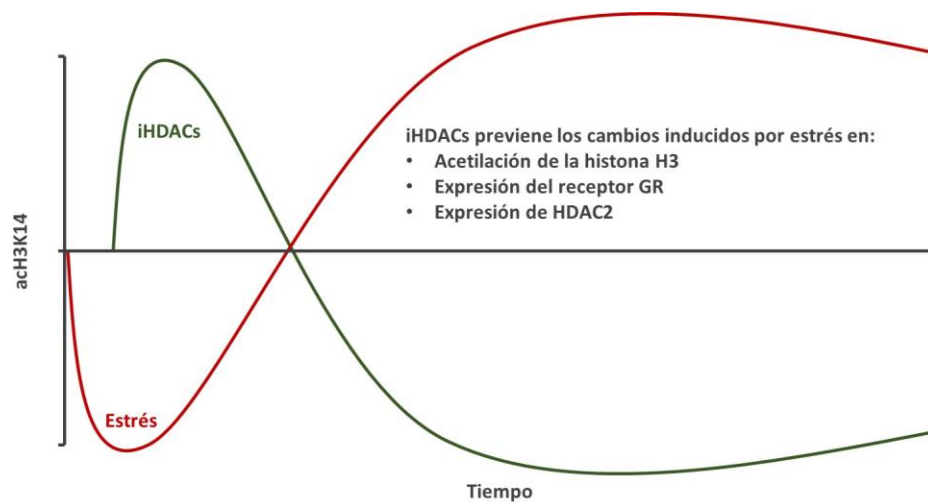 iHDACs
iHDACs previene los cambios inducidos por estrés en:
• Acetilación de la histona H3
• Expresión del receptor GR
• Expresión de HDAC2
acH3K14
Estrés
Tiempo